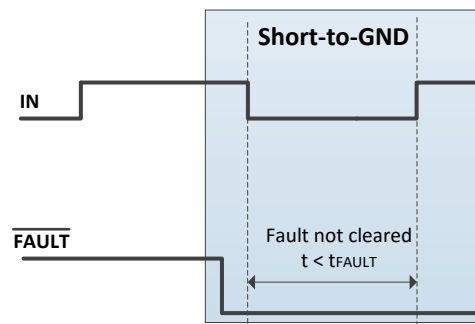 Short-to-GND
IN
FAULT
Fault not cleared
t < tFAULT